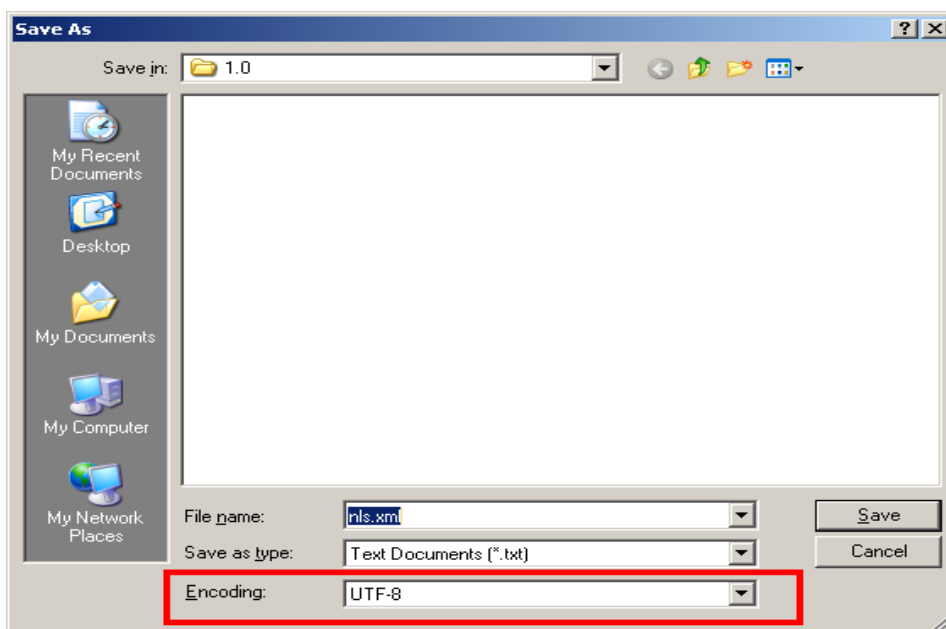 Save As
Save in:
1.0
My Recent
Documents
Desktop
My Documents
My Computer
My Network
Places
File name:
nls.xml
Save
Save as type:
Text Documents (*.txt)
Cancel
Encoding:
UTF-8